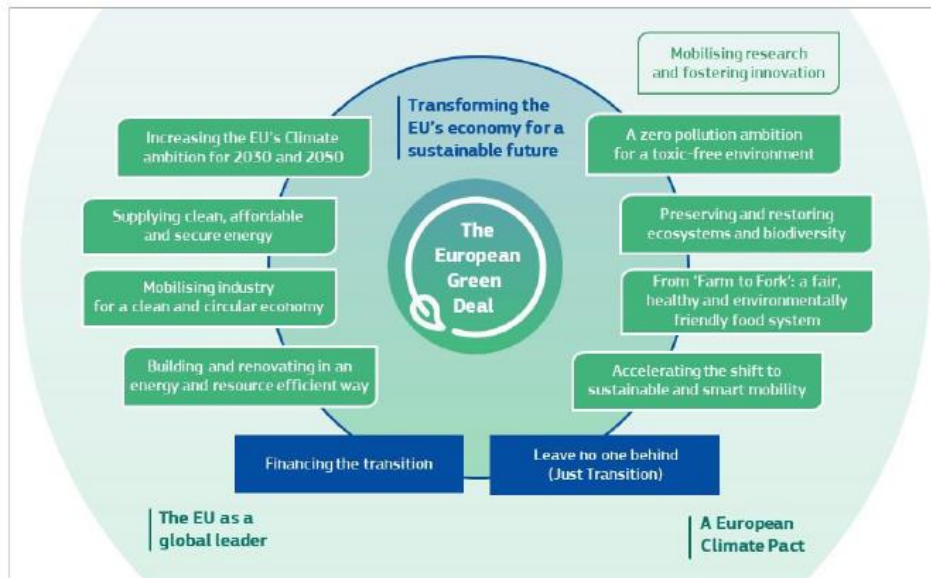 Mobilising research
and fostering innovation
Transforming the
EU's economy for a
sustainable future
Increasing the EU's Climate
ambition for 2030 and 2050
A zero pollution ambition
for a toxic-free environment
Supplying clean, affordable
and secure energy
Preserving and restoring
ecosystems and biodiversity
The
European
Green
Deal
Mobilising industry
for a clean and circular economy
From 'Farm to Fork': a fair,
healthy and environmentally
friendly food system
Building and renovating in an
energy and resource efficient way
Accelerating the shift to
sustainable and smart mobility
Financing the transition
Leave no one behind
(Just Transition)
The EU as a
global leader
A European
Climate Pact